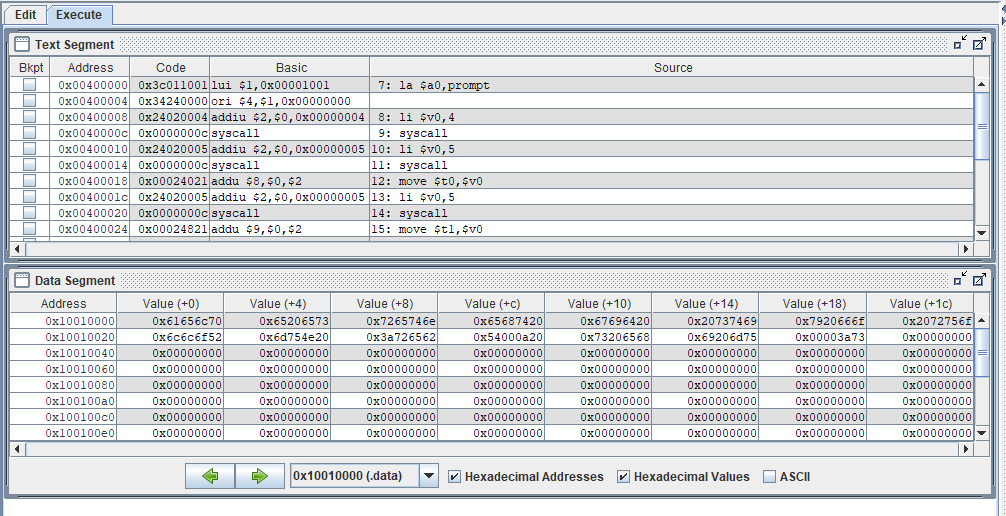 Edit Execute
Text Segment
Bkpt Address Code Basic Source
0x00400000 0x3c011001 lui $1,0x00001001 7: la $a0,prompt
0x00400004 0x34240000 ori $4,$1,0x00000000
0x00400008 0x24020004 addiu $2,$0,0x00000004 8: li $v0,4
0x0040000c 0x0000000c syscall 9: syscall
0x00400010 0x24020005 addiu $2,$0,0x00000005 10: li $v0,5
0x00400014 0x0000000c syscall 11: syscall
0x00400018 0x00024021 addu $8,$0,$2 12: move $t0,$v0
0x0040001c 0x24020005 addiu $2,$0,0x00000005 13: li $v0,5
0x00400020 0x0000000c syscall 14: syscall
0x00400024 0x00024821 addu $9,$0,$2 15: move $t1,$v0
Data Segment
Address Value (+0) Value (+4) Value (+8) Value (+c) Value (+10) Value (+14) Value (+18) Value (+1c)
0x10010000 0x61656c70 0x65206573 0x7265746e 0x65687420 0x67696420 0x20737469 0x7920666f 0x2072756f
0x10010020 0x6c6c6f52 0x6d754e20 0x3a726562 0x54000a20 0x73206568 0x69206d75 0x00003a73 0x00000000
0x10010040 0x00000000 0x00000000 0x00000000 0x00000000 0x00000000 0x00000000 0x00000000 0x00000000
0x10010060 0x00000000 0x00000000 0x00000000 0x00000000 0x00000000 0x00000000 0x00000000 0x00000000
0x10010080 0x00000000 0x00000000 0x00000000 0x00000000 0x00000000 0x00000000 0x00000000 0x00000000
0x100100a0 0x00000000 0x00000000 0x00000000 0x00000000 0x00000000 0x00000000 0x00000000 0x00000000
0x100100c0 0x00000000 0x00000000 0x00000000 0x00000000 0x00000000 0x00000000 0x00000000 0x00000000
0x100100e0 0x00000000 0x00000000 0x00000000 0x00000000 0x00000000 0x00000000 0x00000000 0x00000000
0x10010000 (.data) Hexadecimal Addresses Hexadecimal Values ASCII